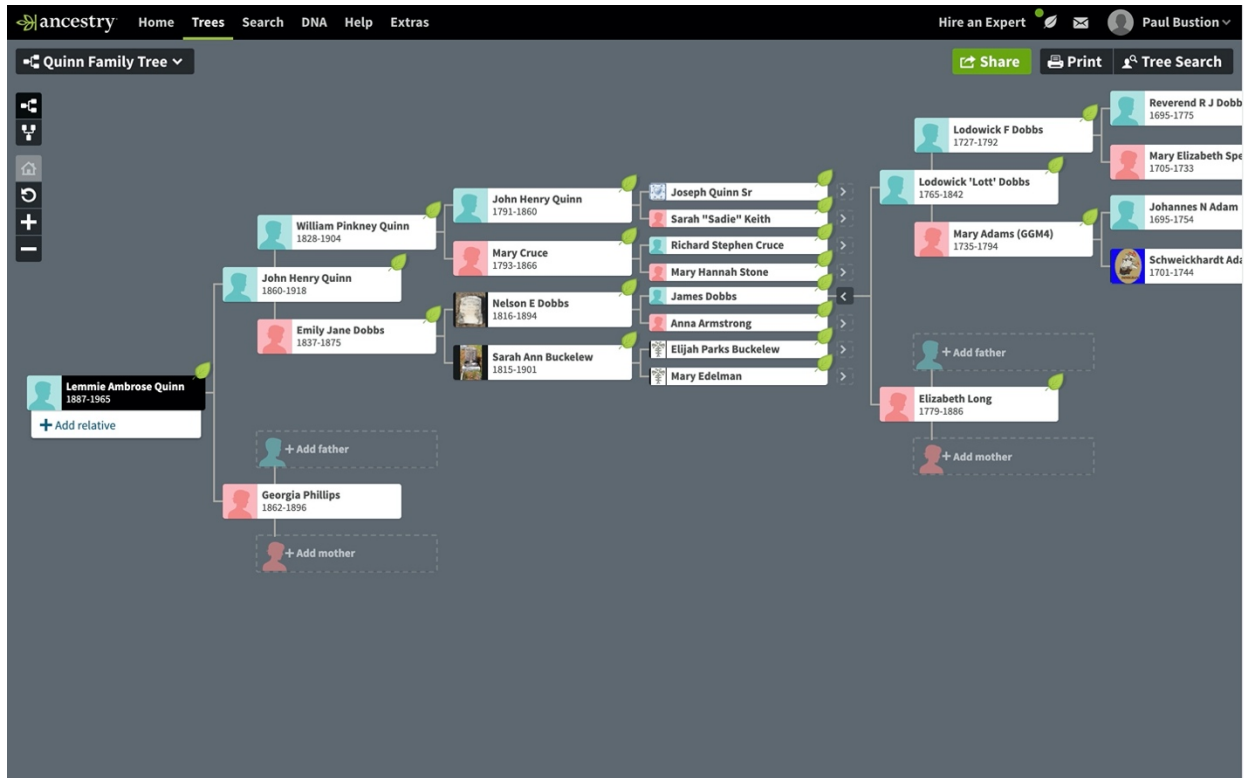 ancestry Home Trees Search DNA Help Extras Hire an Expert Paul Bustion
Quinn Family Tree Share Print Tree Search
Lemmie Ambrose Quinn
1887-1965
+ Add relative
John Henry Quinn
1860-1918
Georgia Phillips
1862-1896
+ Add father
+ Add mother
William Pinkney Quinn
1828-1904
Emily Jane Dobbs
1837-1875
John Henry Quinn
1791-1860
Mary Cruce
1793-1866
Nelson E Dobbs
1816-1894
Sarah Ann Buckelew
1815-1901
Joseph Quinn Sr
Sarah "Sadie" Keith
Richard Stephen Cruce
Mary Hannah Stone
James Dobbs
Anna Armstrong
Elijah Parks Buckelew
Mary Edelman
Lodowick F Dobbs
1727-1792
Lodowick 'Lott' Dobbs
1765-1842
Mary Adams (GGM4)
1735-1794
+ Add father
Elizabeth Long
1779-1886
+ Add mother
Reverend R J Dobb
1695-1775
Mary Elizabeth Spe
1705-1733
Johannes N Adam
1695-1754
Schweickhardt Ada
1701-1744